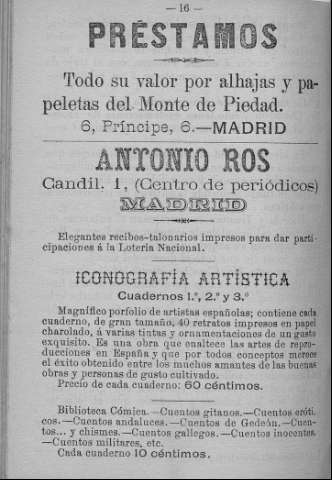 — 16 —
PRÉSTAMOS
Todo su valor por alhajas y pa-
peletas del Monte de Piedad.
6, Príncipe, 6.—MADRID
ANTONIO ROS
Candil. 1, (Centro de periódicos)
MADRID
Elegantes recibos-talonarios impresos para dar parti-
cipaciones á la Lotería Nacional.
ICONOGRAFÍA ARTÍSTICA
Cuadernos 1.º, 2.º y 3.º
Magnífico porfolio de artistas españolas; contiene cada
cuaderno, de gran tamaño, 40 retratos impresos en papel
charolado, á varias tintas y ornamentaciones de un gusto
exquisito. Es una obra que enaltece las artes de repro-
ducciones en España y que por todos conceptos merece
el éxito obtenido entre los muchos amantes de las buenas
obras y personas de gusto cultivado.
Precio de cada cuaderno: 60 céntimos.
Biblioteca Cómica.—Cuentos gitanos.—Cuentos eróti-
cos.—Cuentos andaluces.—Cuentos de Gedeón.—Cuen-
tos... y chismes.—Cuentos gallegos.—Cuentos inocentes.
—Cuentos militares, etc.
Cada cuaderno 10 céntimos.